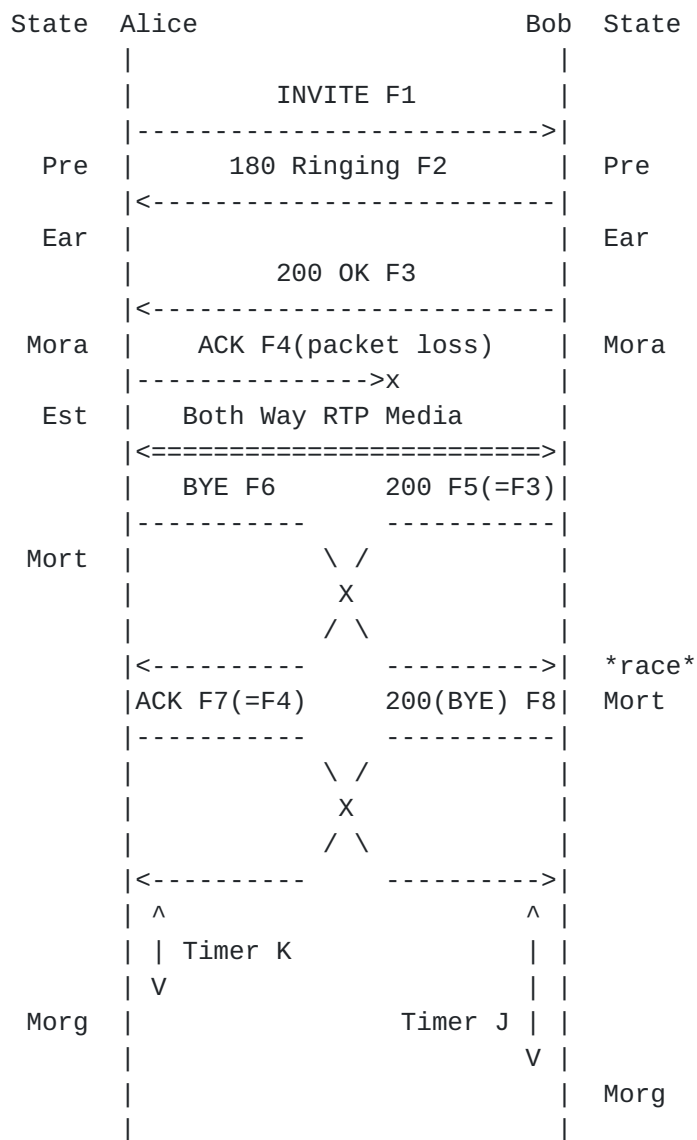 State  Alice                          Bob  State
       |                            |
       |         INVITE F1          |
       |--------------------------->|
  Pre  |      180 Ringing F2        |  Pre
       |<---------------------------|
  Ear  |                            |  Ear
       |         200 OK F3          |
       |<---------------------------|
 Mora  |    ACK F4(packet loss)     |  Mora
       |--------------->x           |
  Est  |   Both Way RTP Media       |
       |<==========================>|
       |   BYE F6       200 F5(=F3)|
       |-----------     -----------|
 Mort  |            \ /             |
       |             X              |
       |            / \             |
       |<----------     ---------->|  *race*
       |ACK F7(=F4)     200(BYE) F8|  Mort
       |-----------     -----------|
       |            \ /             |
       |             X              |
       |            / \             |
       |<----------     ---------->|
       | ^                        ^ |
       | | Timer K                | |
       | V                        | |
 Morg  |                 Timer J | |
       |                          V |
       |                            |  Morg
       |                            |